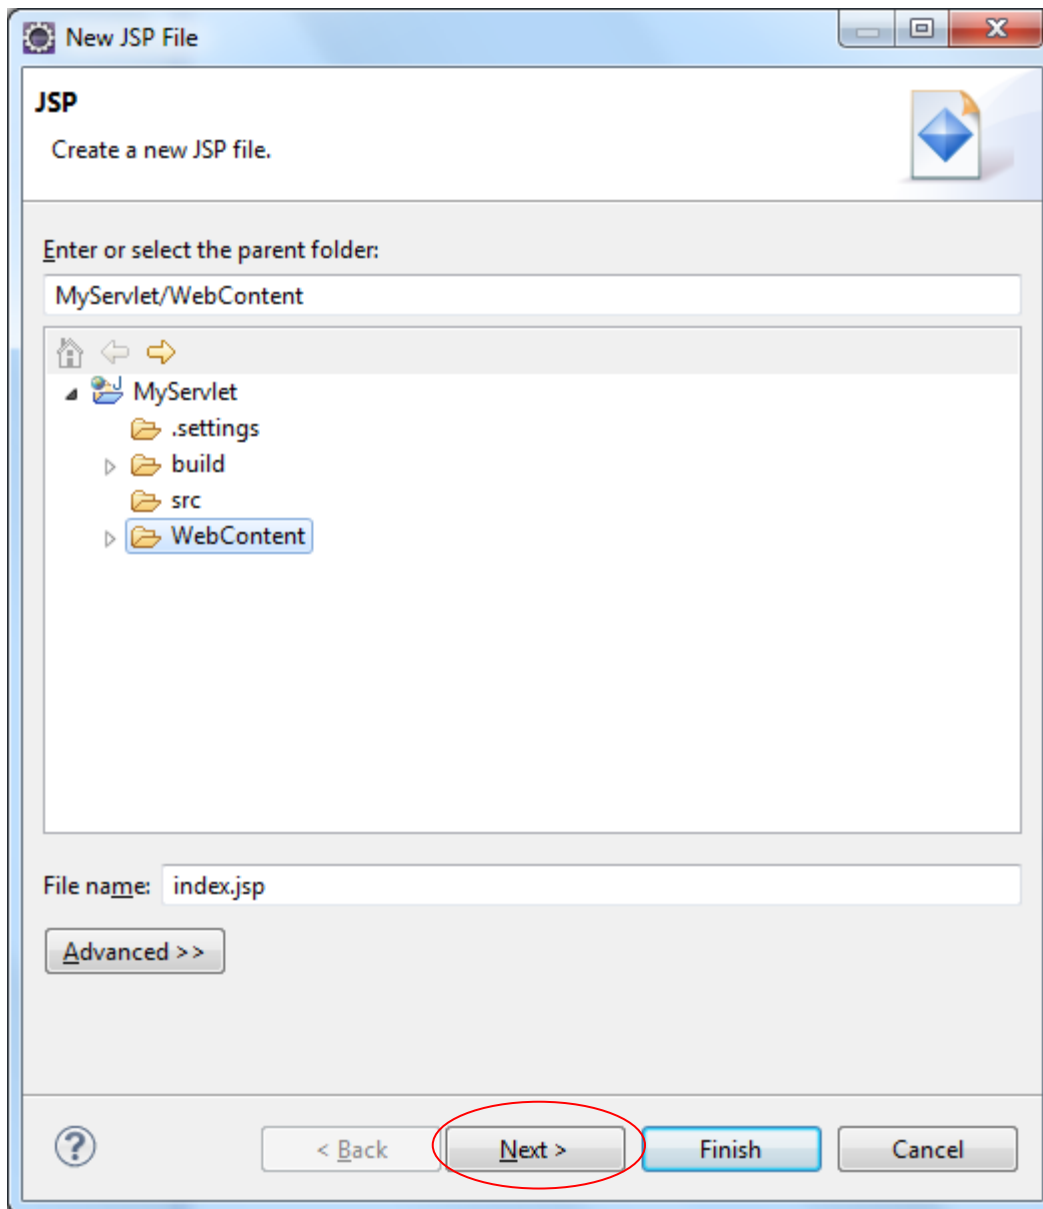 New JSP File
JSP
Create a new JSP file.
Enter or select the parent folder:
MyServlet/WebContent
MyServlet
.settings
build
src
WebContent
File name: index.jsp
Advanced >>
? < Back Next > Finish Cancel